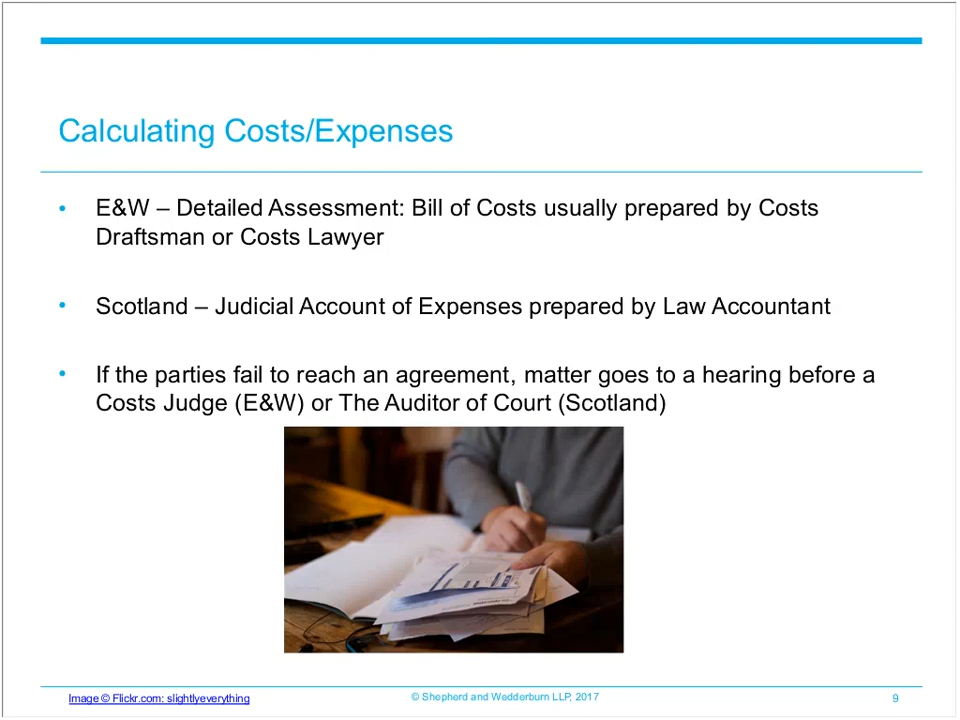 Calculating Costs/Expenses
• E&W – Detailed Assessment: Bill of Costs usually prepared by Costs
Draftsman or Costs Lawyer
• Scotland – Judicial Account of Expenses prepared by Law Accountant
• If the parties fail to reach an agreement, matter goes to a hearing before a
Costs Judge (E&W) or The Auditor of Court (Scotland)
Image © Flickr.com: slightlyeverything
© Shepherd and Wedderburn LLP, 2017
9